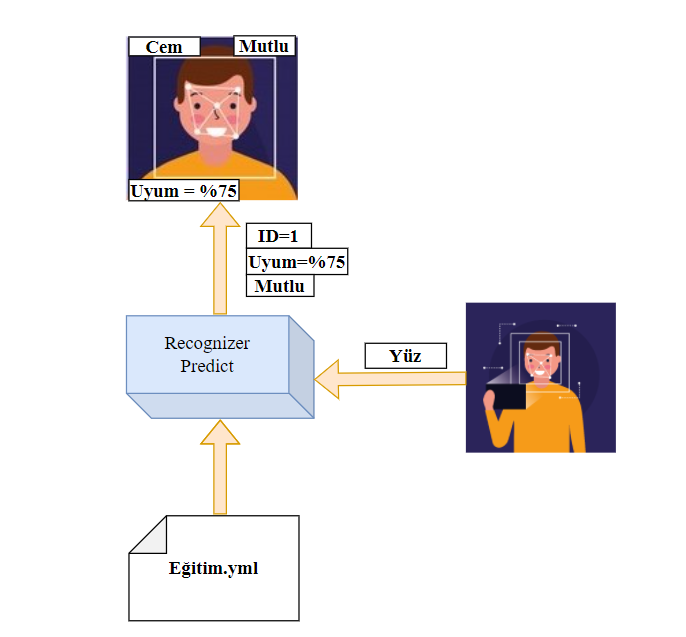 Cem
Mutlu
Uyum = %75
ID=1
Uyum=%75
Mutlu
Recognizer
Predict
Yüz
Eğitim.yml